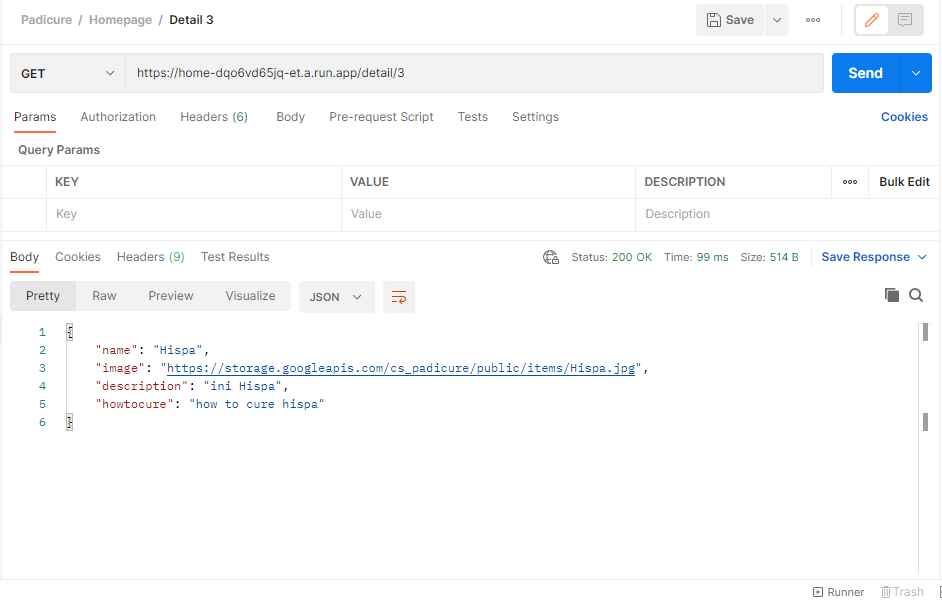 Padicure / Homepage / Detail 3
Save
GET
https://home-dqo6vd65jq-et.a.run.app/detail/3
Send
Params Authorization Headers (6) Body Pre-request Script Tests Settings Cookies
Query Params
KEY VALUE DESCRIPTION Bulk Edit
Key Value Description
Body Cookies Headers (9) Test Results Status: 200 OK Time: 99 ms Size: 514 B Save Response
Pretty Raw Preview Visualize JSON
1 {
2 "name": "Hispa",
3 "image": "https://storage.googleapis.com/cs_padicure/public/items/Hispa.jpg",
4 "description": "ini Hispa",
5 "howtocure": "how to cure hispa"
6 }
Runner Trash